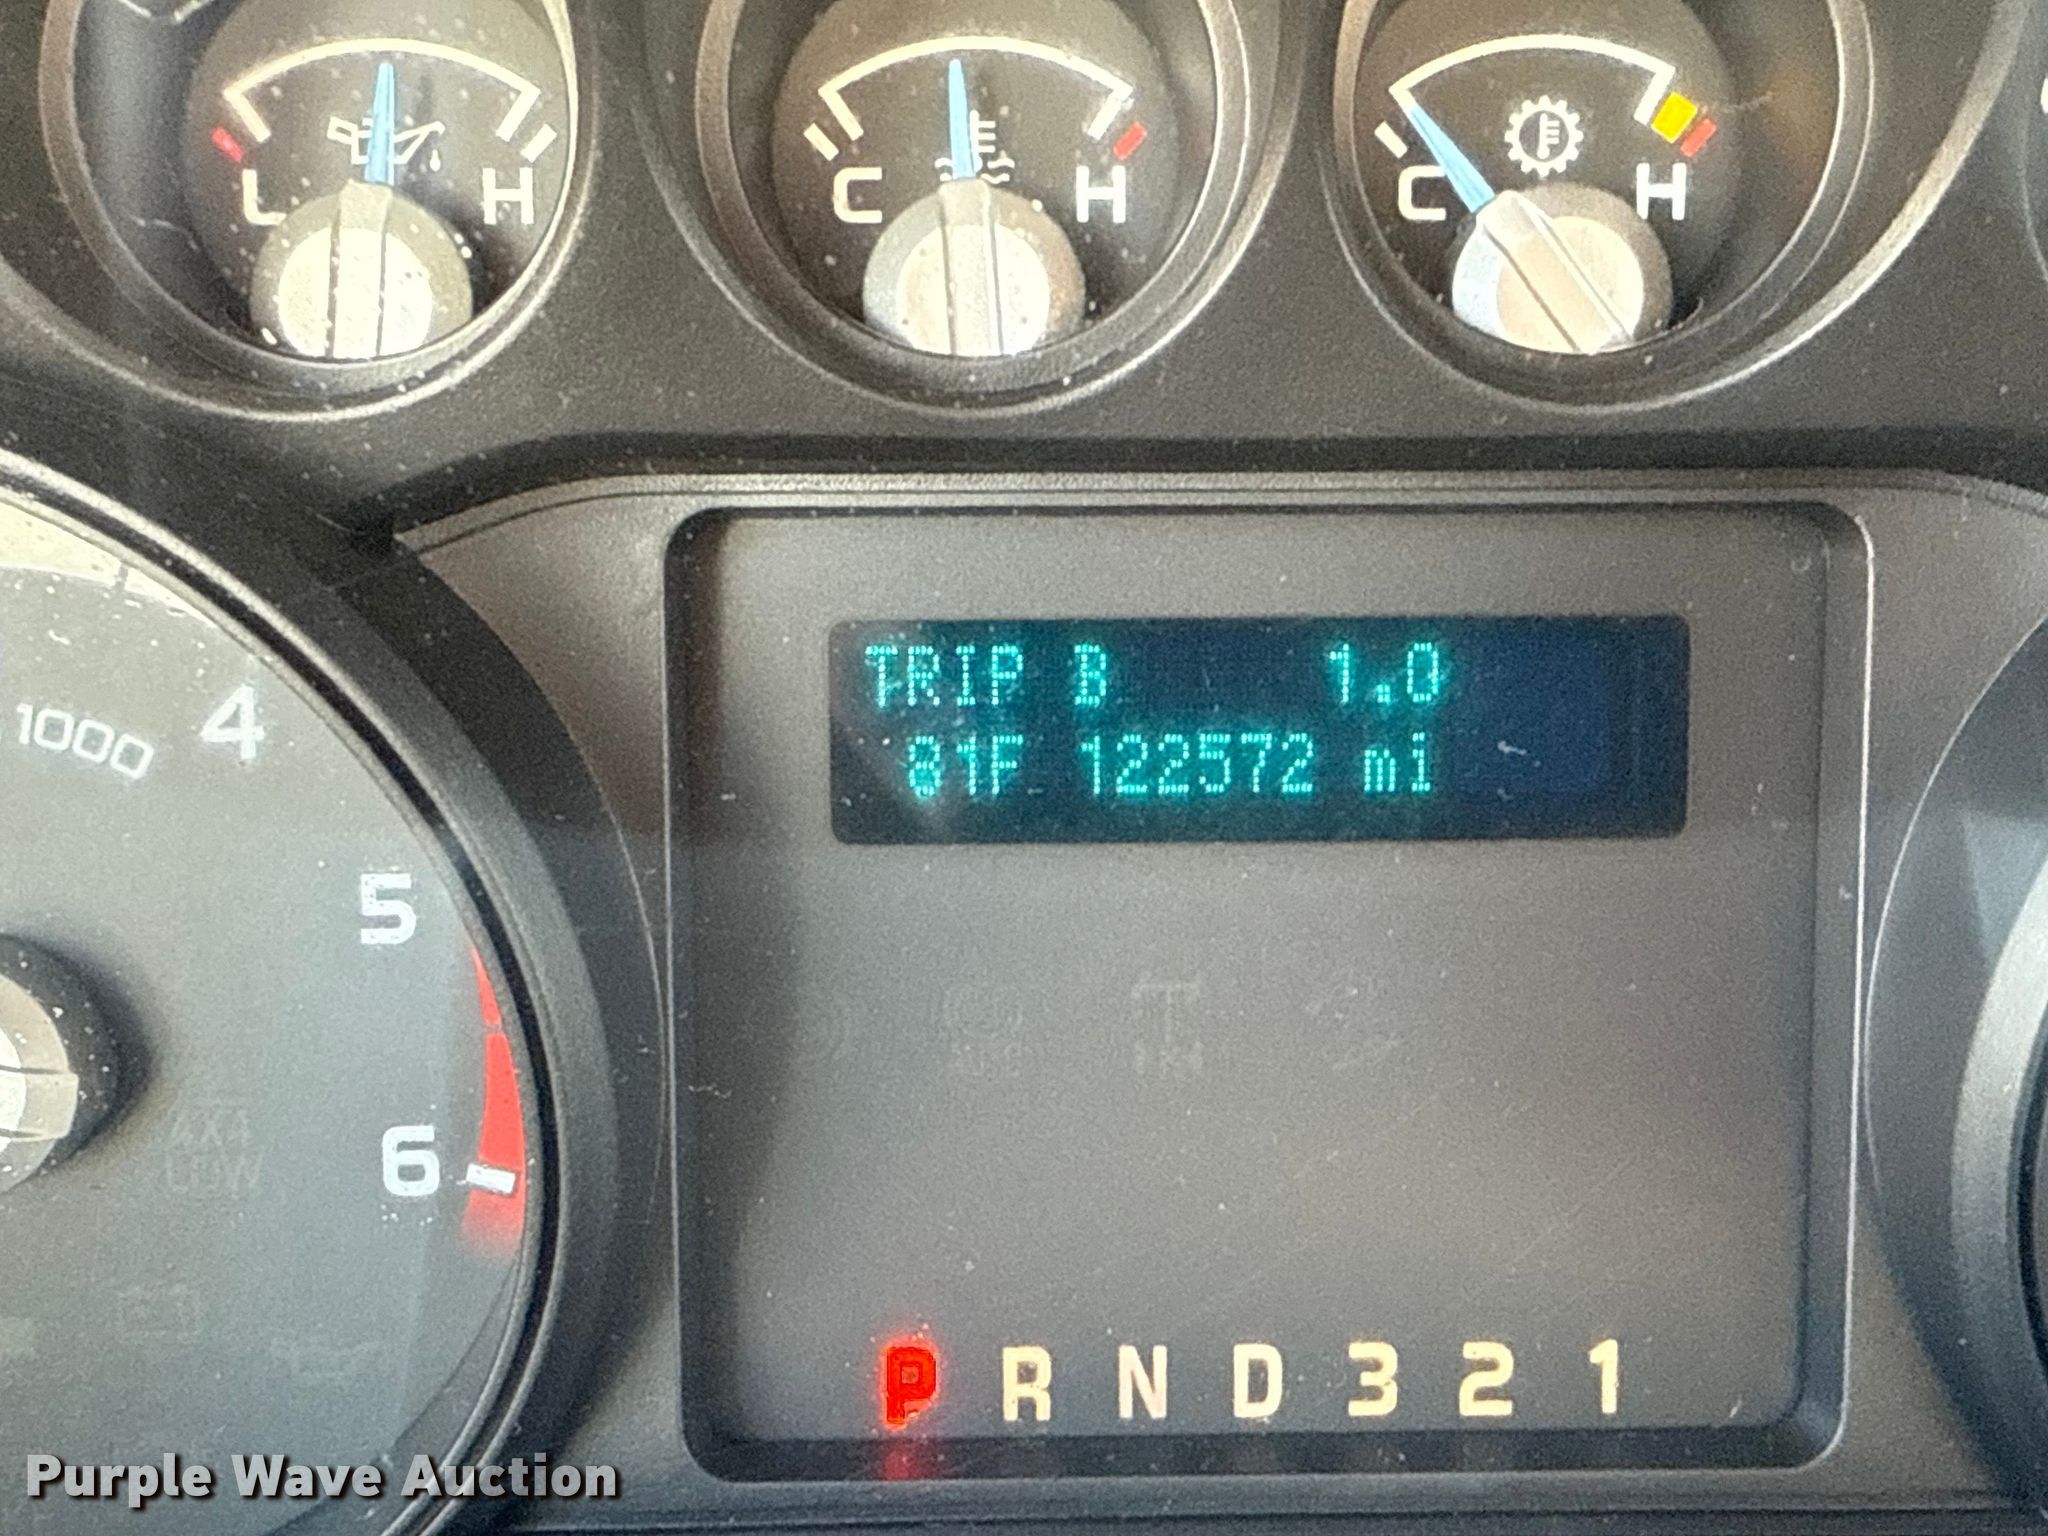 L H
C H
C H
TRIP B 1.0
81F 122572 mi
1000
4
5
6
P R N D 3 2 1
Purple Wave Auction